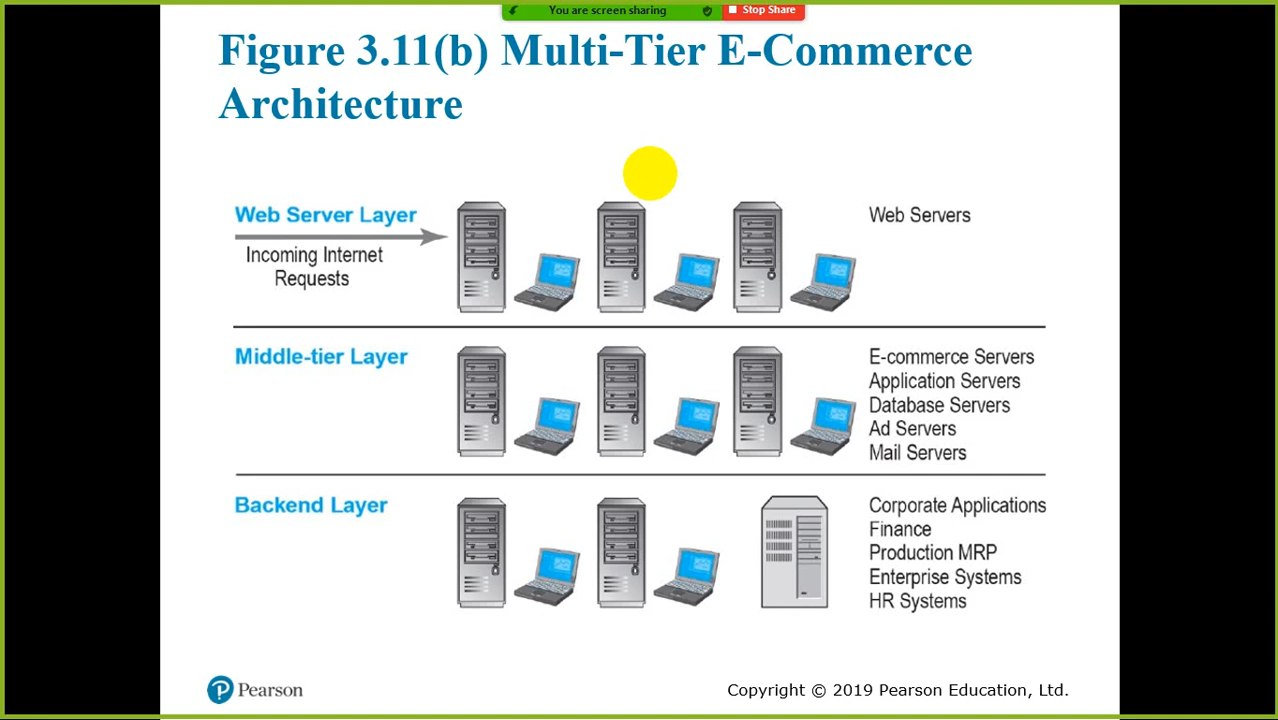 You are screen sharing
Stop Share
Figure 3.11(b) Multi-Tier E-Commerce
Architecture
Web Server Layer
Incoming Internet
Requests
Web Servers
Middle-tier Layer
E-commerce Servers
Application Servers
Database Servers
Ad Servers
Mail Servers
Backend Layer
Corporate Applications
Finance
Production MRP
Enterprise Systems
HR Systems
Pearson
Copyright © 2019 Pearson Education, Ltd.